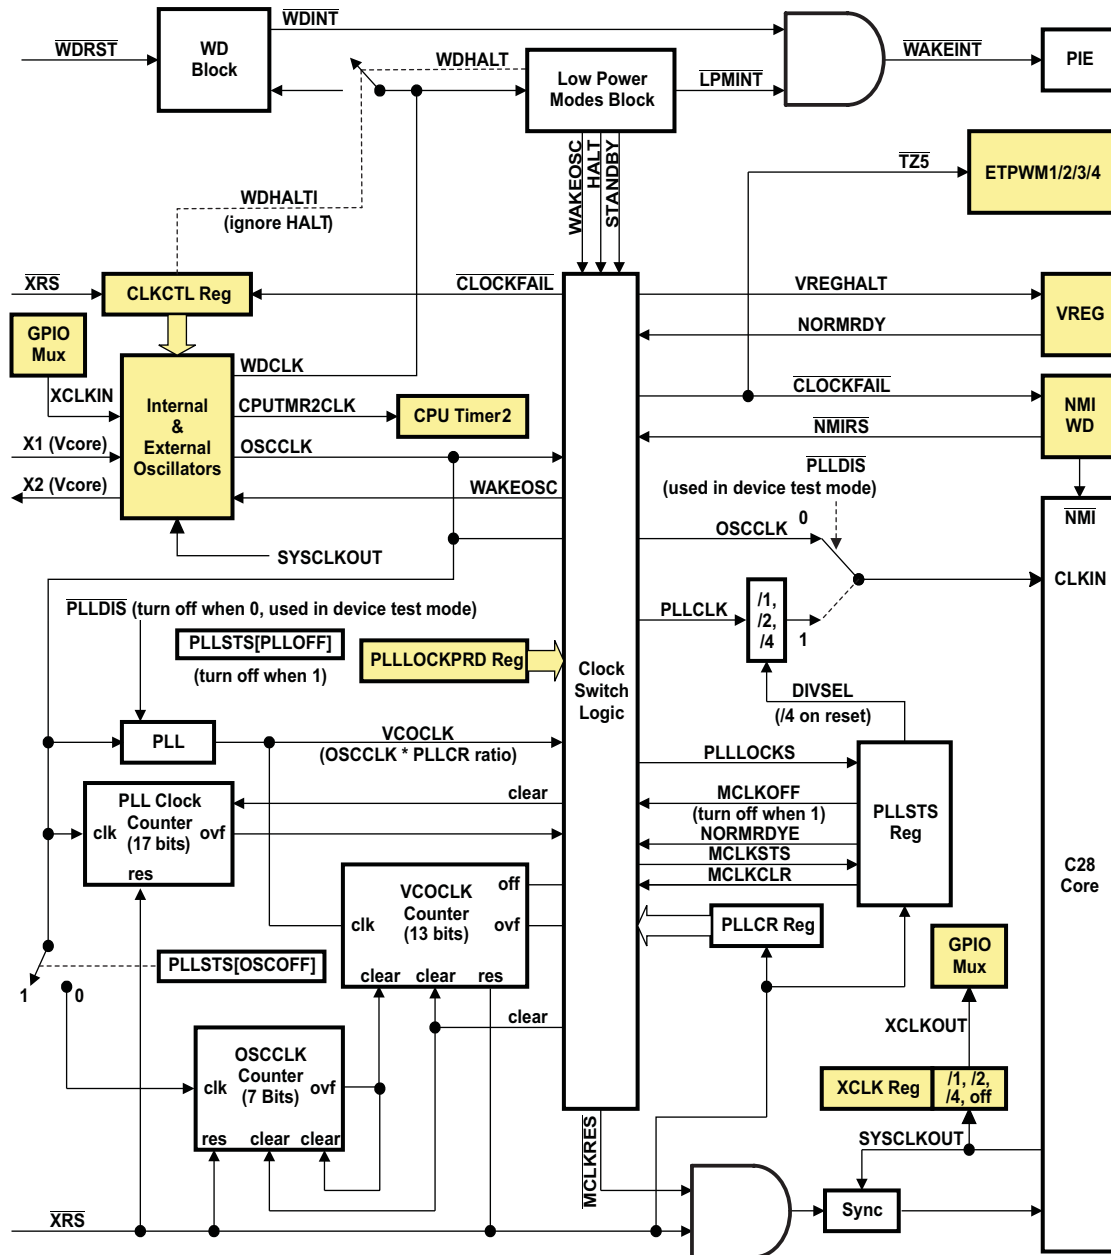 WDINT
WDRST
WD
Block
WDHALT
Low Power
Modes Block
LPMINT
WAKEINT
PIE
WAKEOSC
HALT
STANDBY
TZ5
ETPWM1/2/3/4
WDHALTI
(ignore HALT)
XRS
CLKCTL Reg
CLOCKFAIL
VREGHALT
VREG
NORMRDY
GPIO
Mux
XCLKIN
WDCLK
CPUTMR2CLK
CPU Timer2
Internal
&
External
Oscillators
X1 (Vcore)
OSCCLK
X2 (Vcore)
WAKEOSC
SYSCLKOUT
CLOCKFAIL
NMI
WD
NMIRS
PLLDIS
(used in device test mode)
NMI
OSCCLK
0
CLKIN
PLLCLK
/1,
/2,
/4
1
PLLDIS (turn off when 0, used in device test mode)
PLLSTS[PLLOFF]
(turn off when 1)
PLLLOCKPRD Reg
Clock
Switch
Logic
DIVSEL
(/4 on reset)
PLL
VCOCLK
(OSCCLK * PLLCR ratio)
PLLLOCKS
clear
MCLKOFF
(turn off when 1)
NORMRDYE
MCLKSTS
MCLKCLR
PLLSTS
Reg
PLL Clock
Counter
(17 bits)
clk
ovf
res
C28
Core
VCOCLK
Counter
(13 bits)
off
clk
ovf
clear
clear
res
PLLCR Reg
GPIO
Mux
PLLSTS[OSCOFF]
1
0
clear
XCLKOUT
OSCCLK
Counter
(7 Bits)
clk
ovf
res
clear
clear
XCLK Reg
/1, /2,
/4, off
SYSCLKOUT
MCLKRES
XRS
Sync